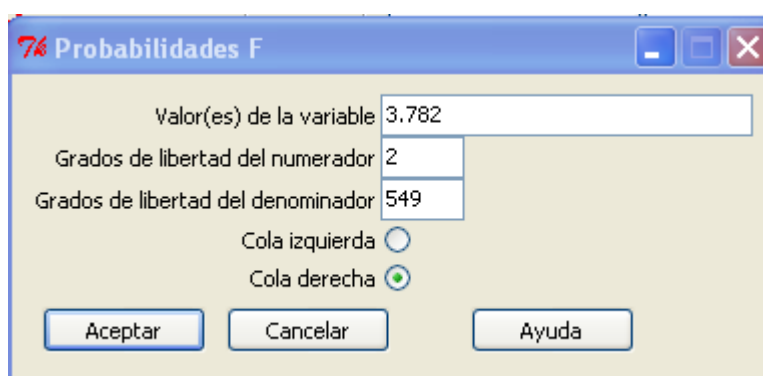 Probabilidades F
Valor(es) de la variable 3.782
Grados de libertad del numerador 2
Grados de libertad del denominador 549
Cola izquierda
Cola derecha
Aceptar Cancelar Ayuda